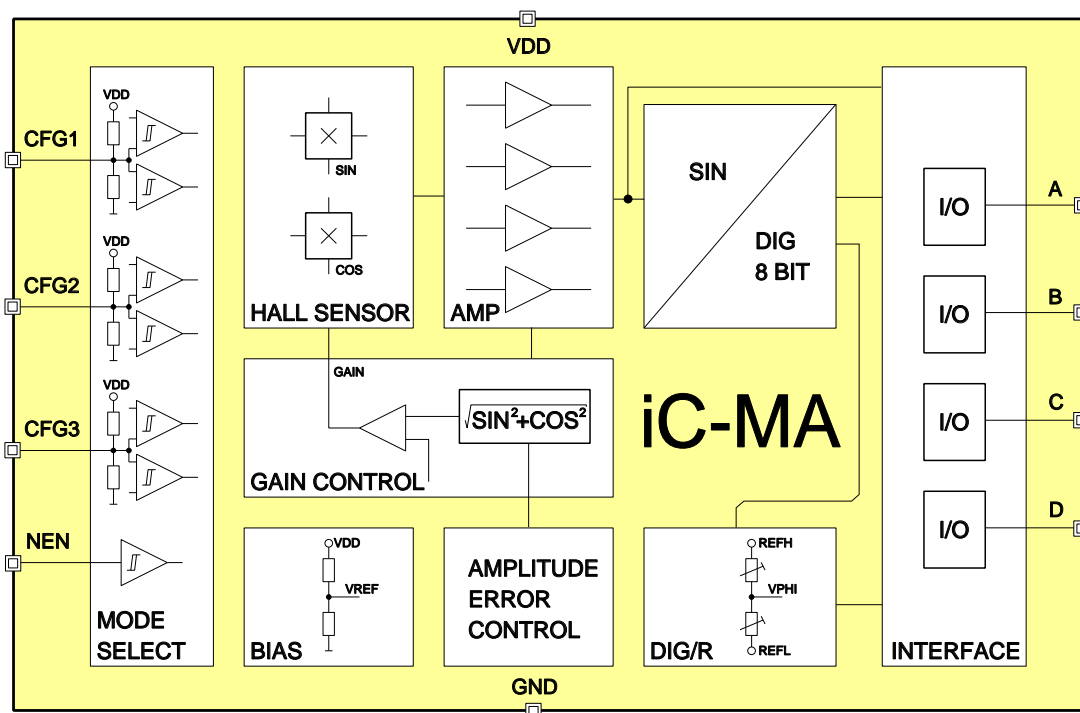 VDD
CFG1
VDD
CFG2
VDD
CFG3
VDD
NEN
MODE
SELECT
SIN
COS
HALL SENSOR
AMP
SIN
DIG
8 BIT
GAIN
√SIN²+COS²
GAIN CONTROL
iC-MA
VDD
VREF
BIAS
AMPLITUDE
ERROR
CONTROL
REFH
VPHI
REFL
DIG/R
I/O
I/O
I/O
I/O
INTERFACE
A
B
C
D
GND